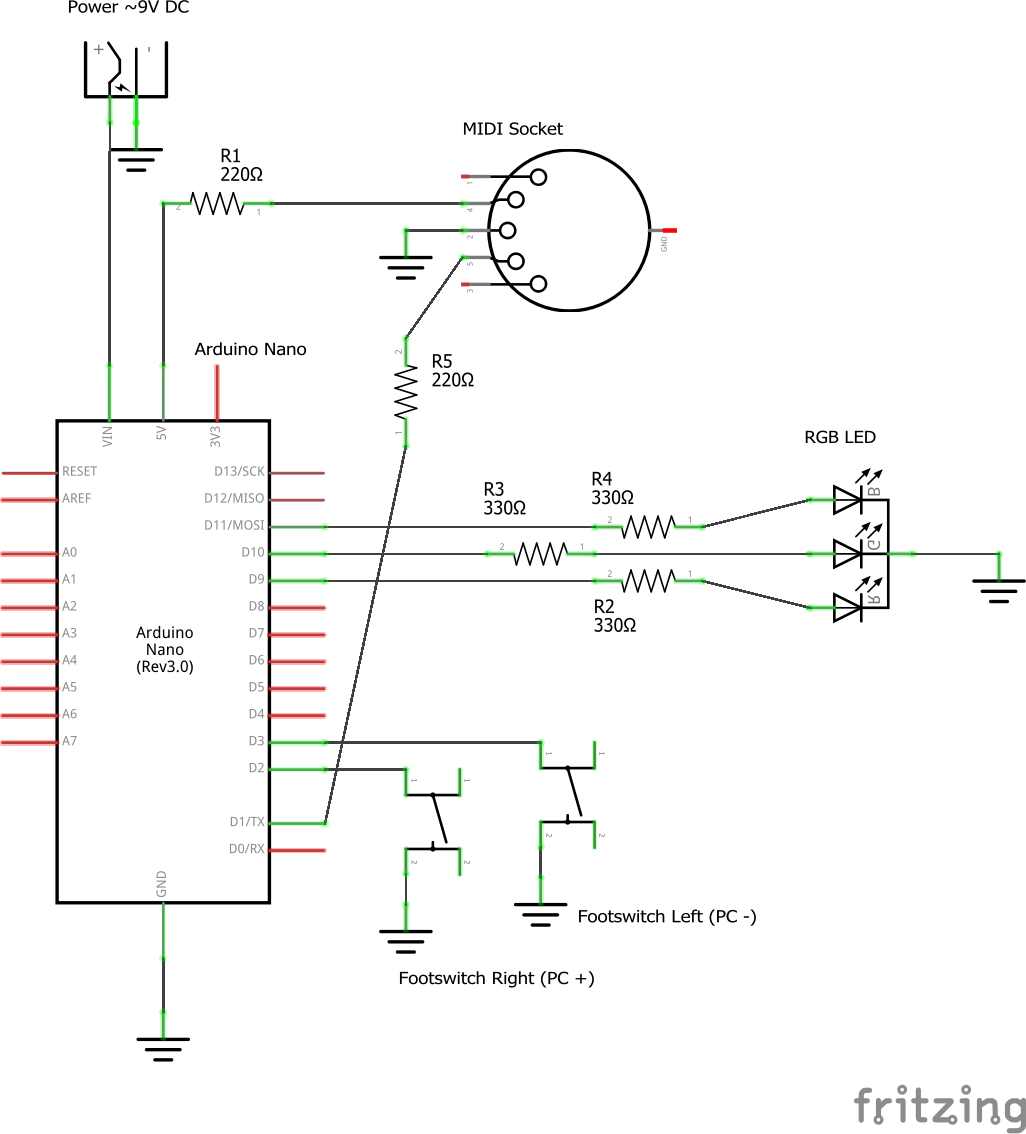 Power ~9V DC
+ -
MIDI Socket
R1
220Ω
2 1
1
4
2
5
3
GND
Arduino Nano
R5
220Ω
2
1
VIN 5V 3V3
RGB LED
RESET D13/SCK
AREF D12/MISO
D11/MOSI
A0 D10
A1 D9
A2 D8
A3 D7
A4 D6
A5 D5
A6 D4
A7 D3
D2
D1/TX
D0/RX
GND
Arduino
Nano
(Rev3.0)
R4
330Ω
2 1
R3
330Ω
2 1
2 1
R2
330Ω
B
G
R
1 1
2 2
1 1
2 2
Footswitch Left (PC -)
Footswitch Right (PC +)
fritzing